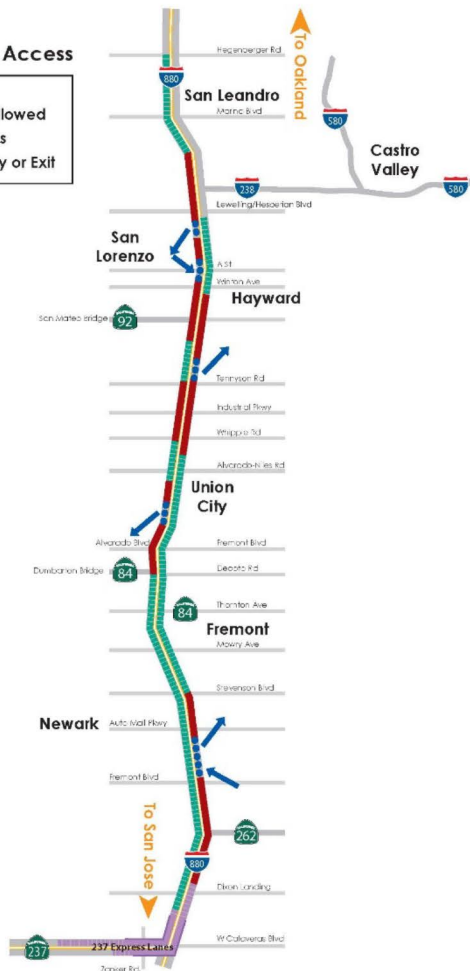 Access
llowed
s
y or Exit
To Oakland
Hegenberger Rd
880
San Leandro
Marina Blvd
580
Castro
Valley
238
580
Lewelling/Hesperian Blvd
San
Lorenzo
A St
Winton Ave
Hayward
San Mateo Bridge
92
Tennyson Rd
Industrial Pkwy
Whipple Rd
Alvarado-Niles Rd
Union
City
Alvarado Blvd
Fremont Blvd
Dumbarton Bridge
84
Decoto Rd
84
Thornton Ave
Fremont
Mowry Ave
Stevenson Blvd
Newark
Auto Mall Pkwy
Fremont Blvd
To San Jose
262
880
Dixon Landing
237
237 Express Lanes
W Calaveras Blvd
Zanker Rd